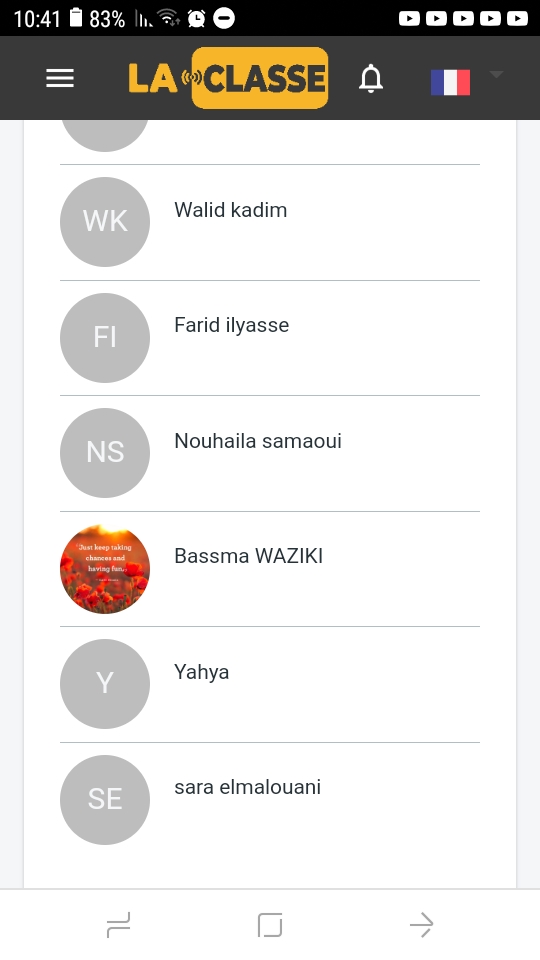 10:41 83%
LA CLASSE
WK Walid kadim
FI Farid ilyasse
NS Nouhaila samaoui
"Just keep taking
chances and
having fun.
Bassma WAZIKI
Y Yahya
SE sara elmalouani